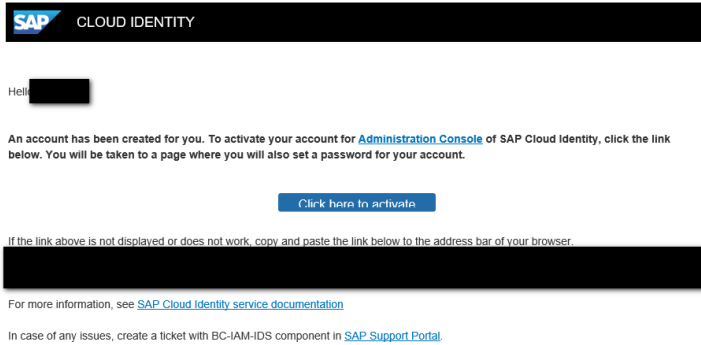 SAP CLOUD IDENTITY
Hello
An account has been created for you. To activate your account for Administration Console of SAP Cloud Identity, click the link
below. You will be taken to a page where you will also set a password for your account.
Click here to activate
If the link above is not displayed or does not work, copy and paste the link below to the address bar of your browser.
For more information, see SAP Cloud Identity service documentation
In case of any issues, create a ticket with BC-IAM-IDS component in SAP Support Portal.